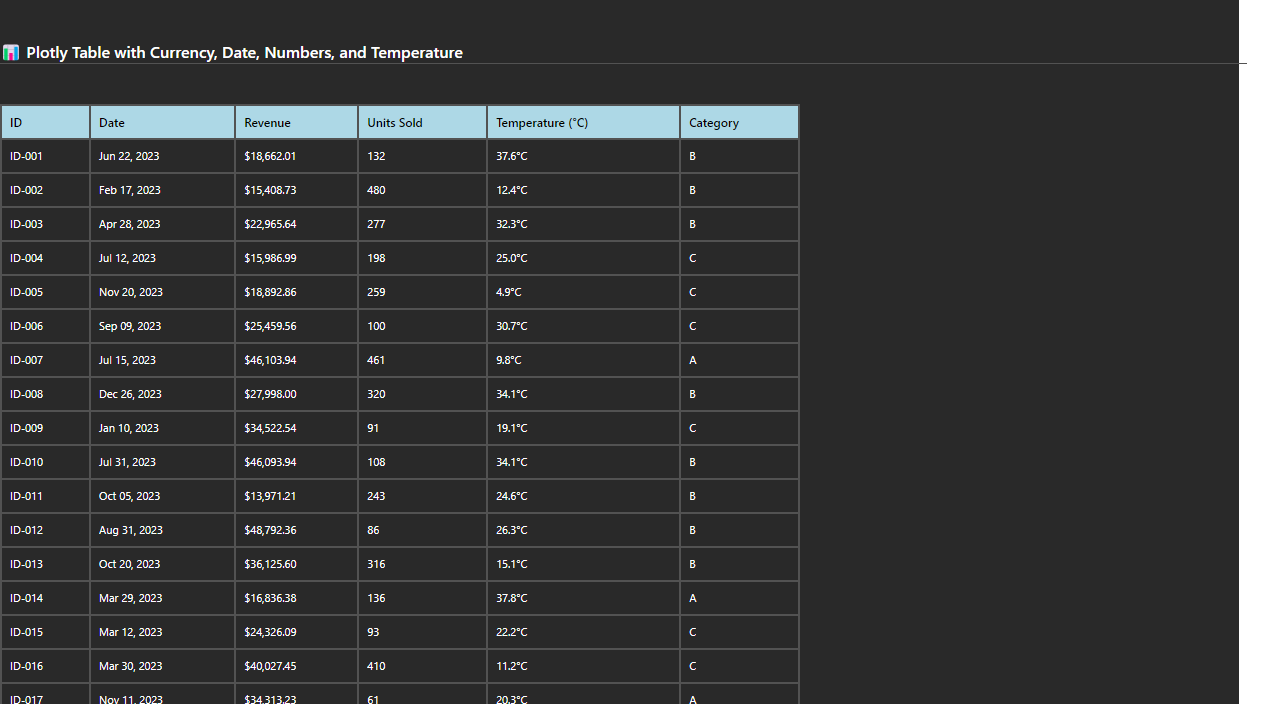 📊 Plotly Table with Currency, Date, Numbers, and Temperature
ID Date Revenue Units Sold Temperature (°C) Category
ID-001 Jun 22, 2023 $18,662.01 132 37.6°C B
ID-002 Feb 17, 2023 $15,408.73 480 12.4°C B
ID-003 Apr 28, 2023 $22,965.64 277 32.3°C B
ID-004 Jul 12, 2023 $15,986.99 198 25.0°C C
ID-005 Nov 20, 2023 $18,892.86 259 4.9°C C
ID-006 Sep 09, 2023 $25,459.56 100 30.7°C C
ID-007 Jul 15, 2023 $46,103.94 461 9.8°C A
ID-008 Dec 26, 2023 $27,998.00 320 34.1°C B
ID-009 Jan 10, 2023 $34,522.54 91 19.1°C C
ID-010 Jul 31, 2023 $46,093.94 108 34.1°C B
ID-011 Oct 05, 2023 $13,971.21 243 24.6°C B
ID-012 Aug 31, 2023 $48,792.36 86 26.3°C B
ID-013 Oct 20, 2023 $36,125.60 316 15.1°C B
ID-014 Mar 29, 2023 $16,836.38 136 37.8°C A
ID-015 Mar 12, 2023 $24,326.09 93 22.2°C C
ID-016 Mar 30, 2023 $40,027.45 410 11.2°C C
ID-017 Nov 11, 2023 $34,313.23 61 20.3°C A